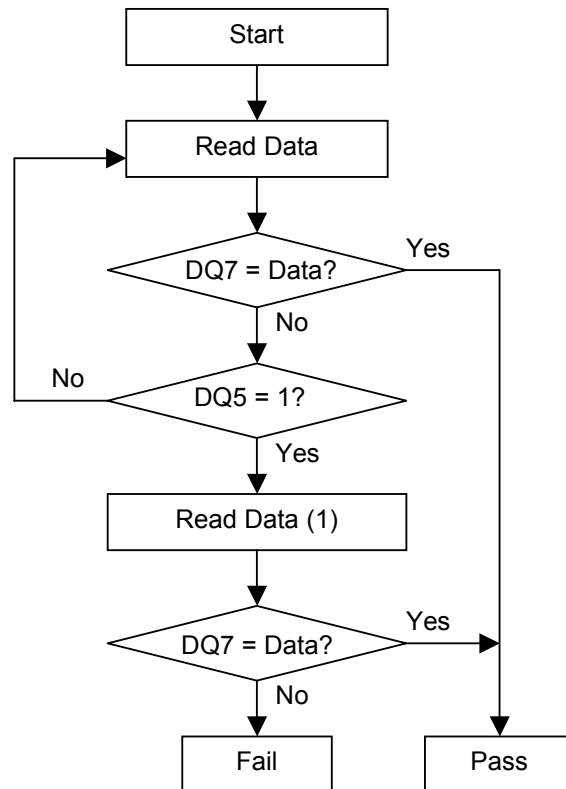 Start
Read Data
DQ7 = Data?
Yes
No
DQ5 = 1?
No
Yes
Read Data (1)
DQ7 = Data?
Yes
No
Fail
Pass